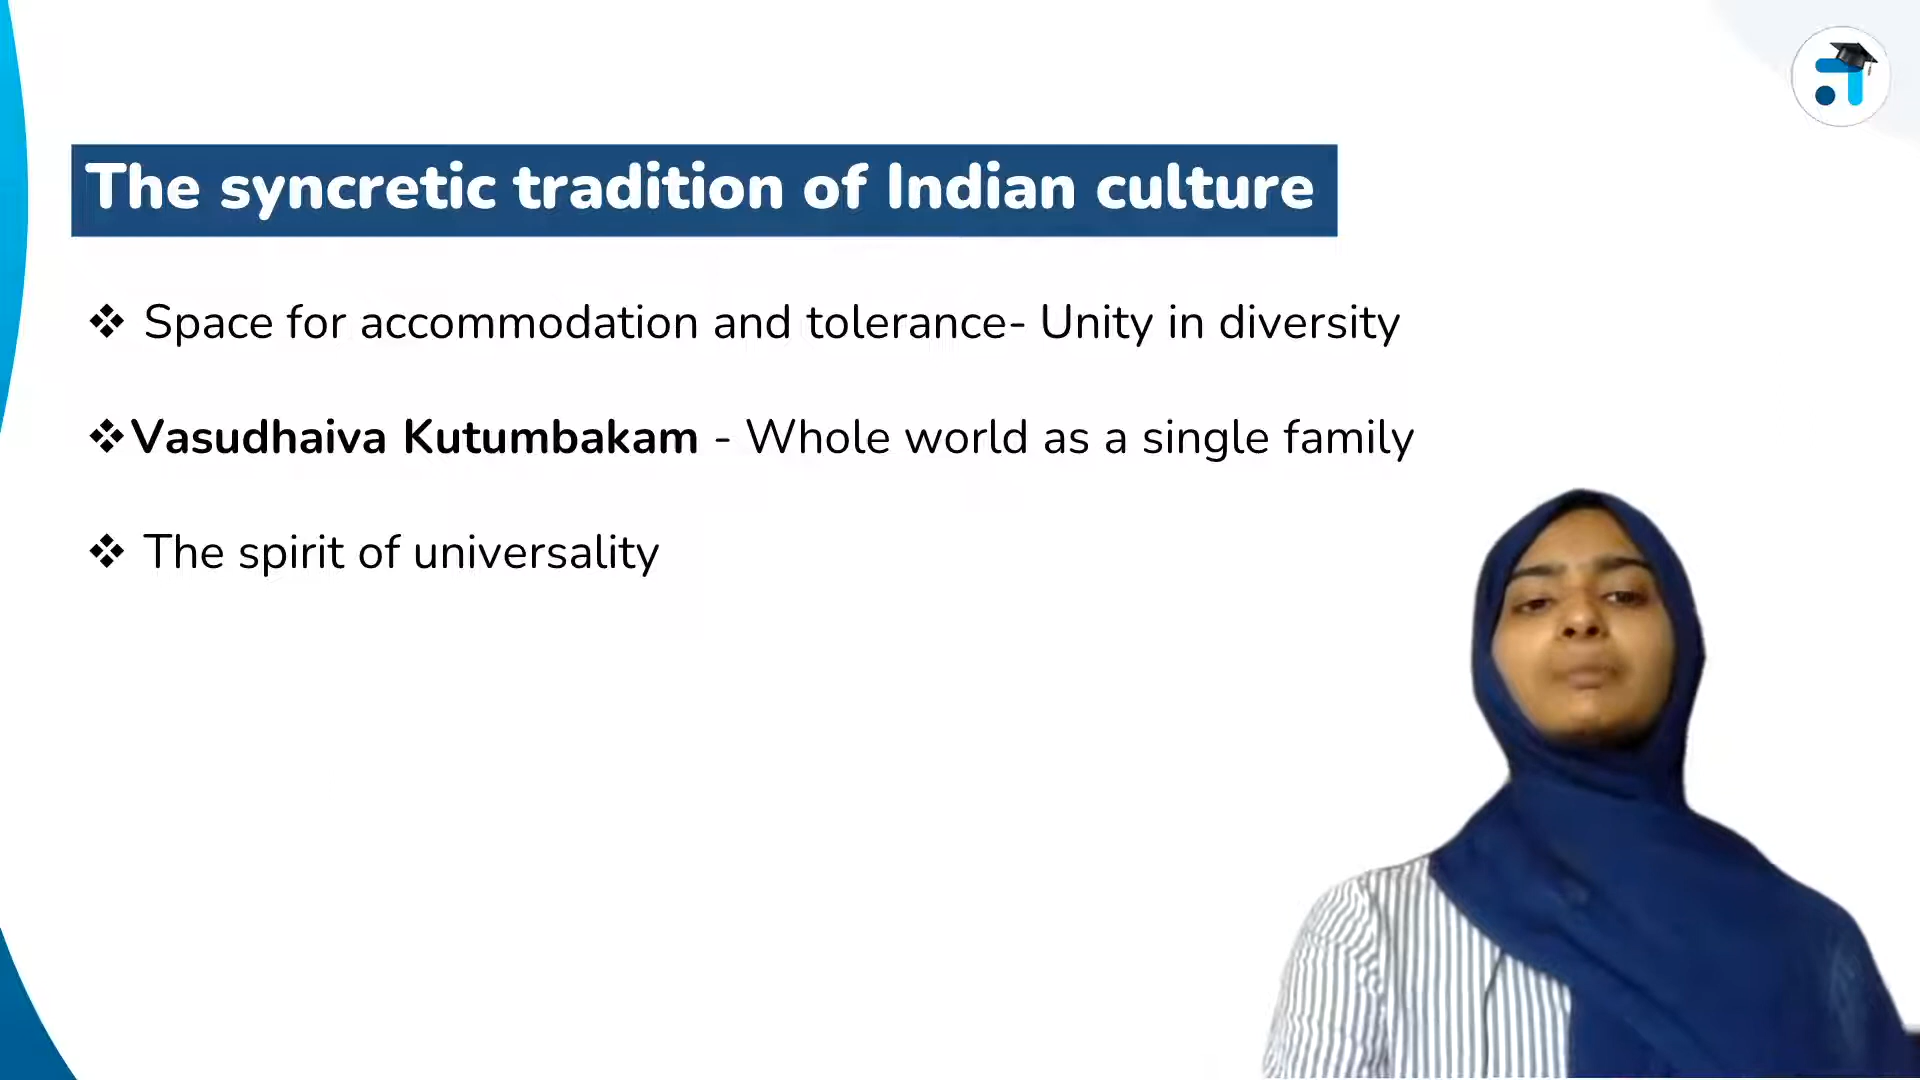 The syncretic tradition of Indian culture
❖ Space for accommodation and tolerance- Unity in diversity
❖Vasudhaiva Kutumbakam - Whole world as a single family
❖ The spirit of universality